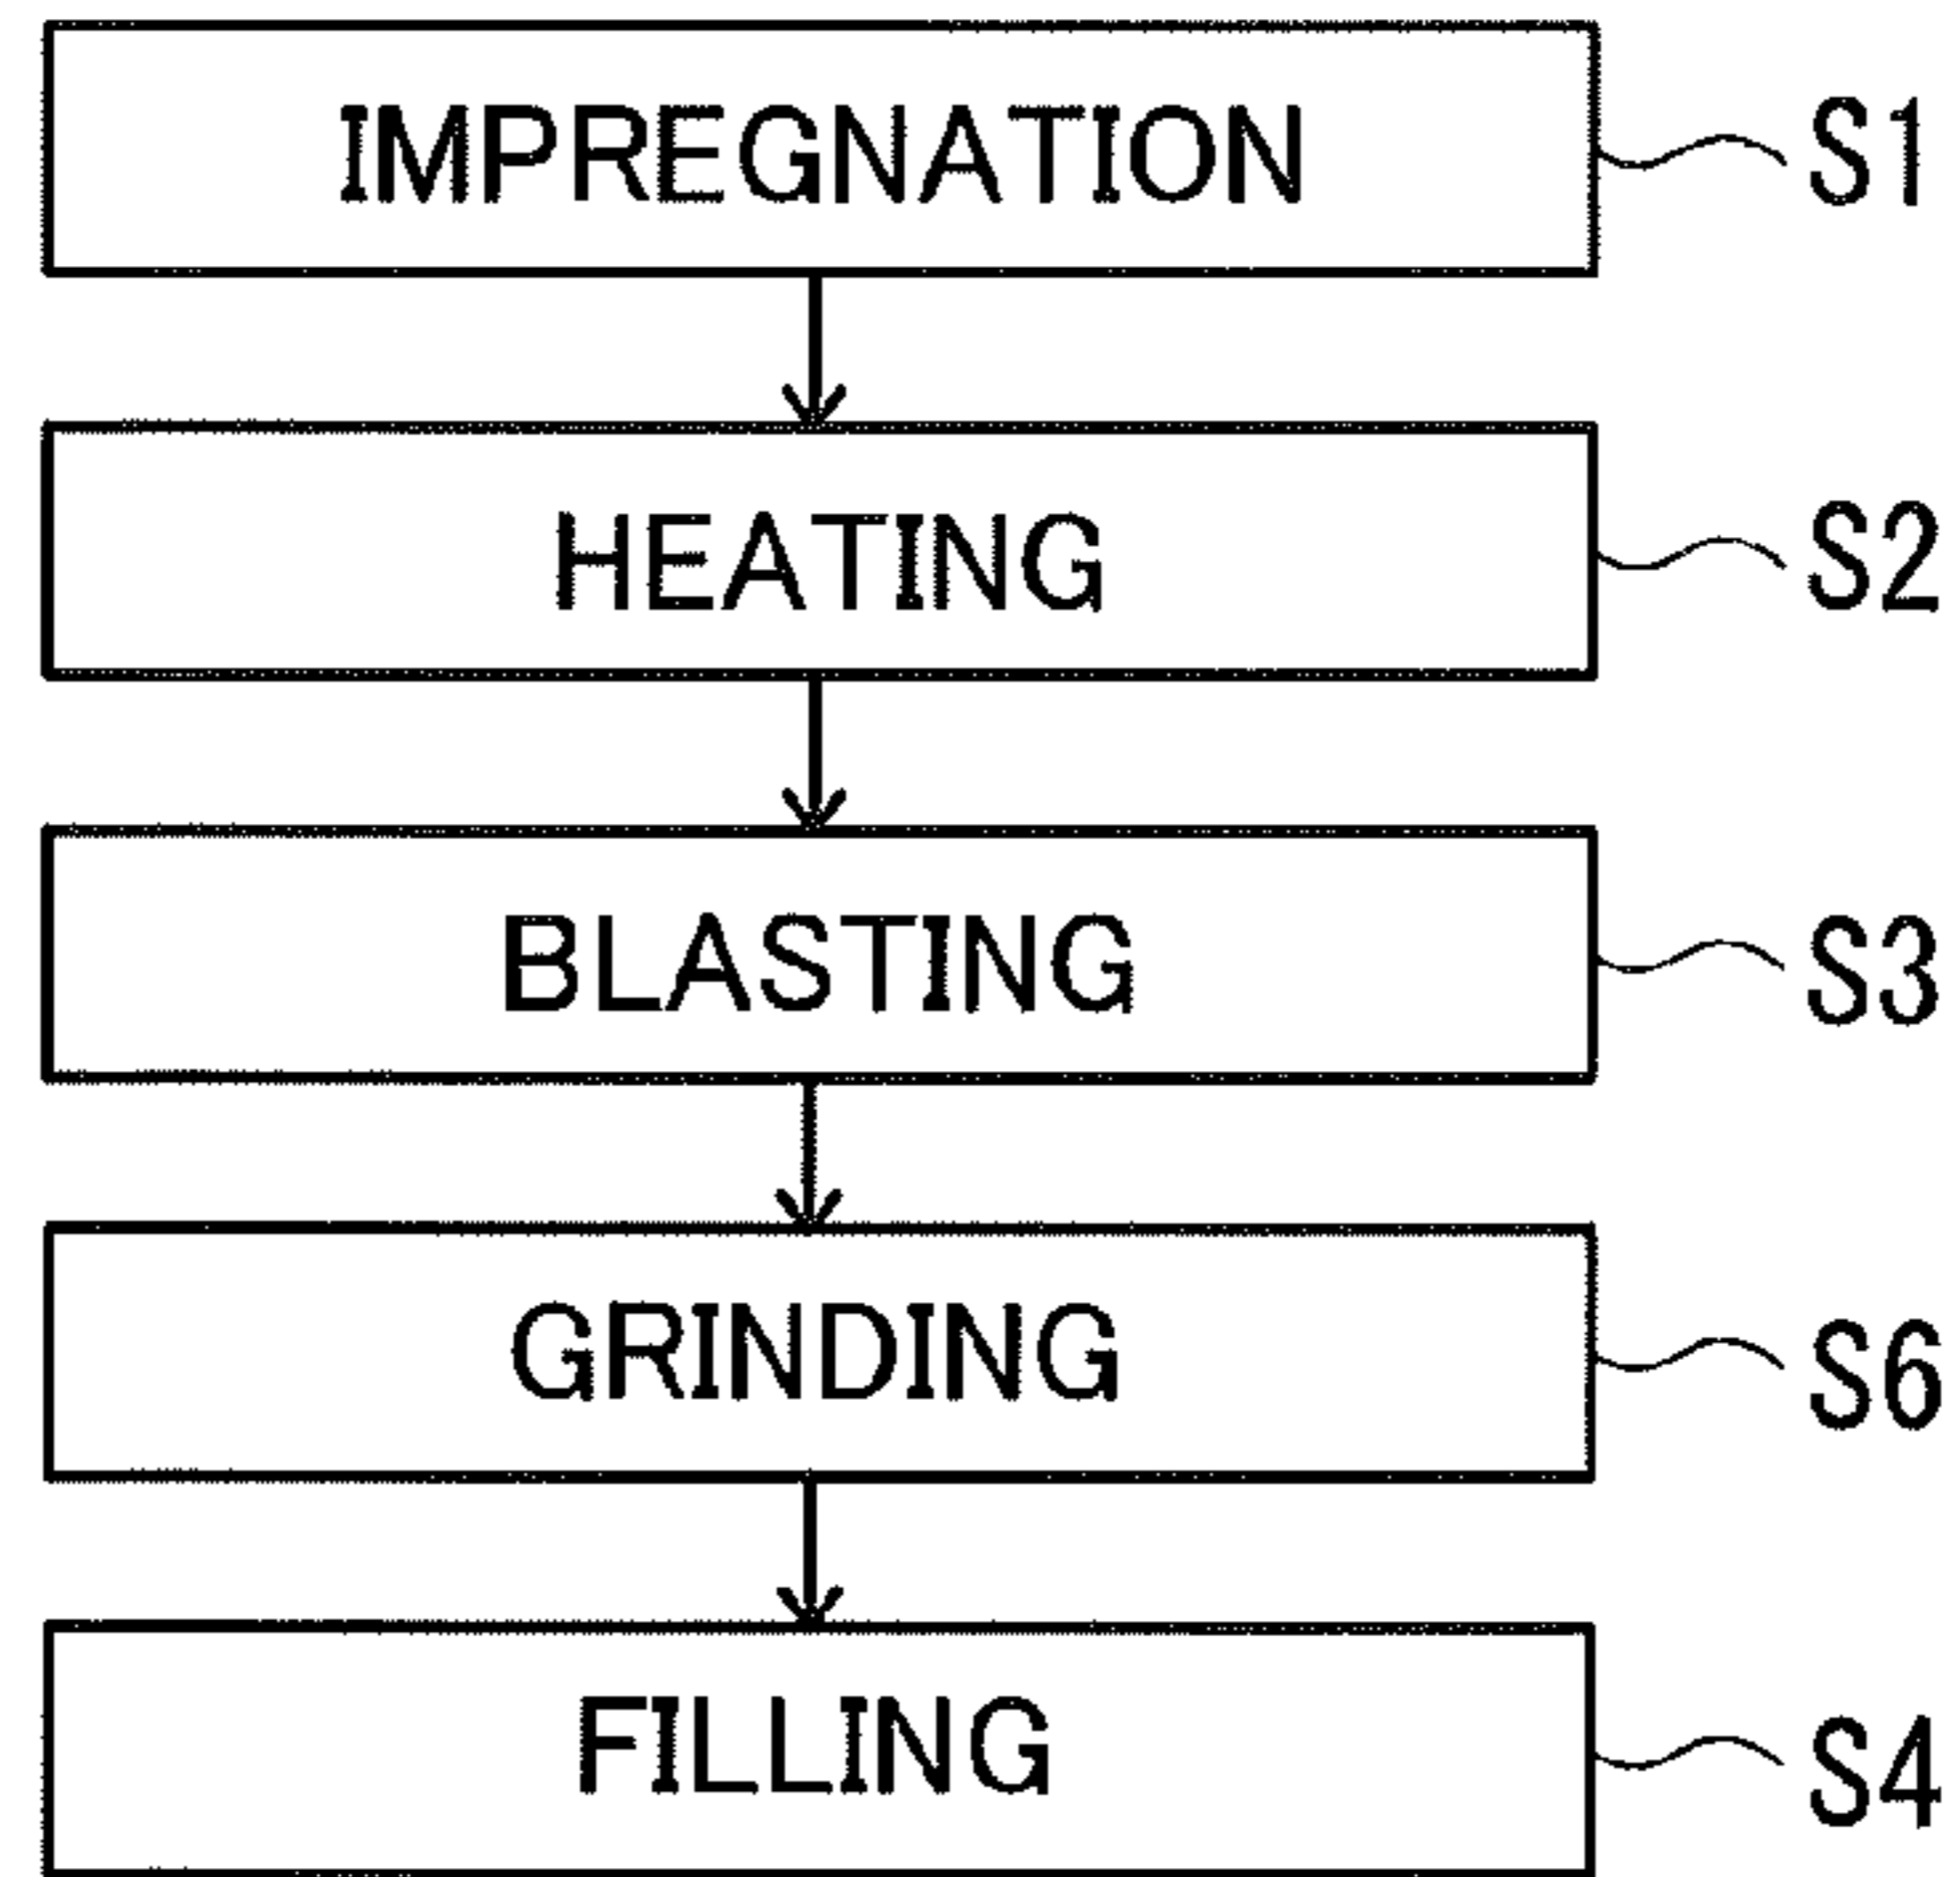 IMPREGNATION S1
HEATING S2
BLASTING S3
GRINDING S6
FILLING S4